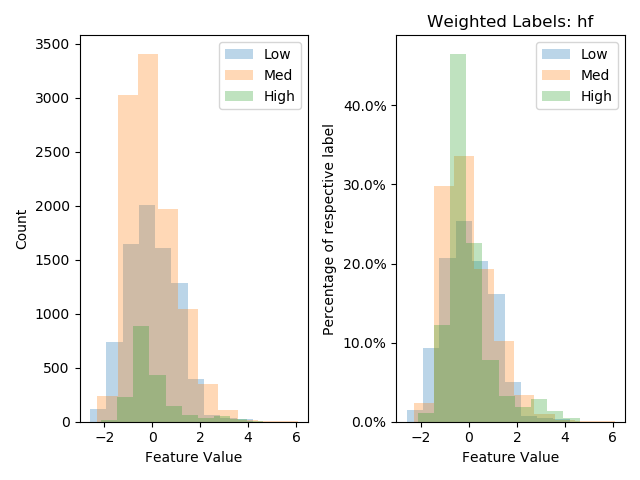 3500
3000
2500
2000
1500
1000
500
0
Count
−2 0 2 4 6
Feature Value
Low
Med
High
Weighted Labels: hf
40.0%
30.0%
20.0%
10.0%
0.0%
Percentage of respective label
−2 0 2 4 6
Feature Value
Low
Med
High